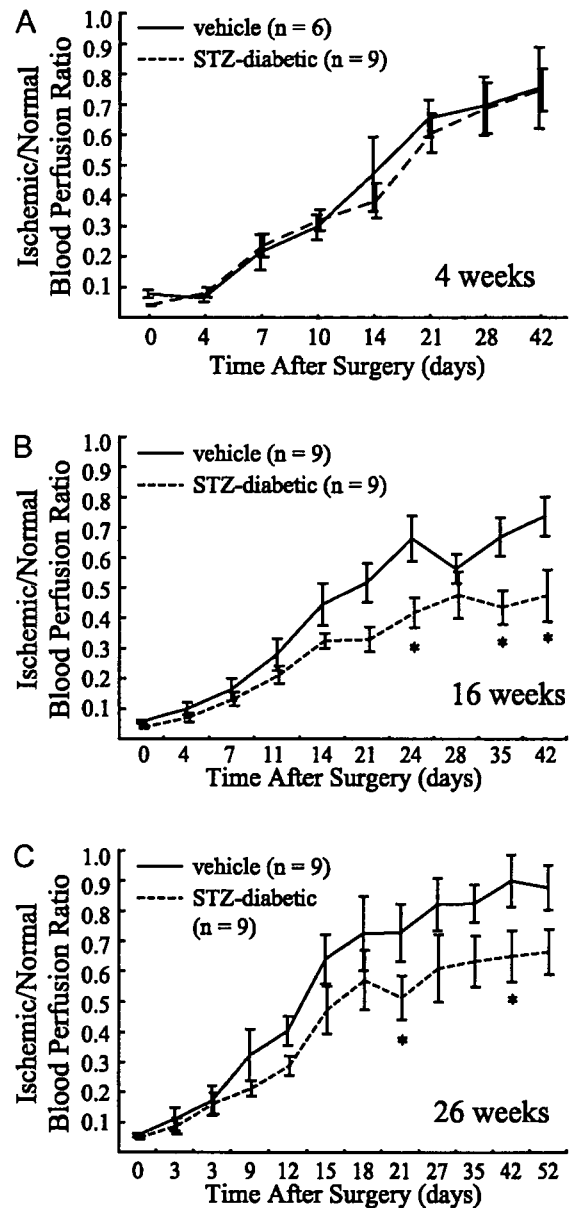 A
vehicle (n = 6)
STZ-diabetic (n = 9)
Ischemic/Normal
Blood Perfusion Ratio
1.0
0.9
0.8
0.7
0.6
0.5
0.4
0.3
0.2
0.1
4 weeks
0 4 7 10 14 21 28 42
Time After Surgery (days)
B
vehicle (n = 9)
STZ-diabetic (n = 9)
Ischemic/Normal
Blood Perfusion Ratio
1.0
0.9
0.8
0.7
0.6
0.5
0.4
0.3
0.2
0.1
* * *
16 weeks
0 4 7 11 14 21 24 28 35 42
Time After Surgery (days)
C
vehicle (n = 9)
STZ-diabetic
(n = 9)
Ischemic/Normal
Blood Perfusion Ratio
1.0
0.9
0.8
0.7
0.6
0.5
0.4
0.3
0.2
0.1
* *
26 weeks
0 3 3 9 12 15 18 21 27 35 42 52
Time After Surgery (days)